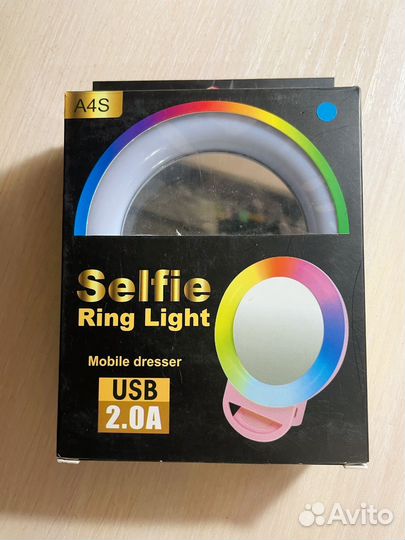 A4S
Selfie
Ring Light
Mobile dresser
USB
2.0A
Avito